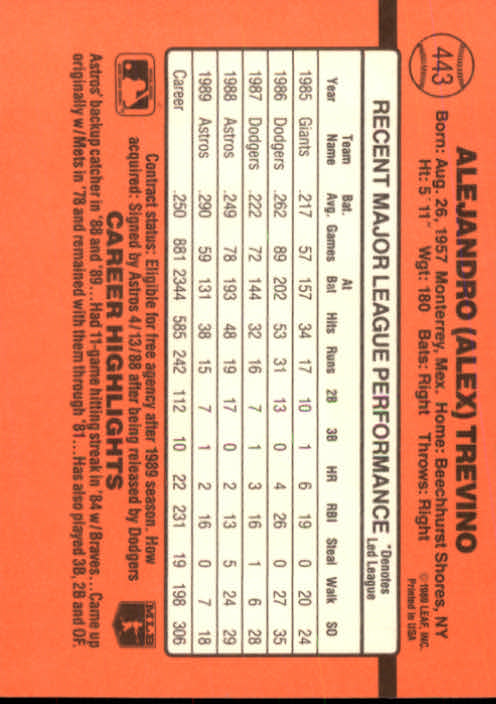 443
ALEJANDRO (ALEX) TREVINO
Born: Aug. 26, 1957 Monterrey, Mex. Home: Beechhurst Shores, NY
Ht: 5' 11" Wgt: 180 Bats: Right Throws: Right
© 1989 LEAF, INC.
Printed in USA
RECENT MAJOR LEAGUE PERFORMANCE *Denotes Led League
Year Team Name Bat. Avg. Games At Bat Hits Runs 2B 3B HR RBI Steal Walk SO
1985 Giants .217 57 157 34 17 10 1 6 19 0 20 24
1986 Dodgers .262 89 202 53 31 13 0 4 26 0 27 35
1987 Dodgers .222 72 144 32 16 7 1 3 16 1 6 28
1988 Astros .249 78 193 48 19 17 0 2 13 5 24 29
1989 Astros .290 59 131 38 15 7 1 2 16 0 7 18
Career .250 881 2344 585 242 112 10 22 231 19 198 306
Contract status: Eligible for free agency after 1989 season. How
acquired: Signed by Astros 4/13/88 after being released by Dodgers
CAREER HIGHLIGHTS
MLB
Astros' backup catcher in '88 and '89...Had 11-game hitting streak in '84 w/Braves...Came up
originally w/Mets in '78 and remained with them through '81...Has also played 3B, 2B and OF.